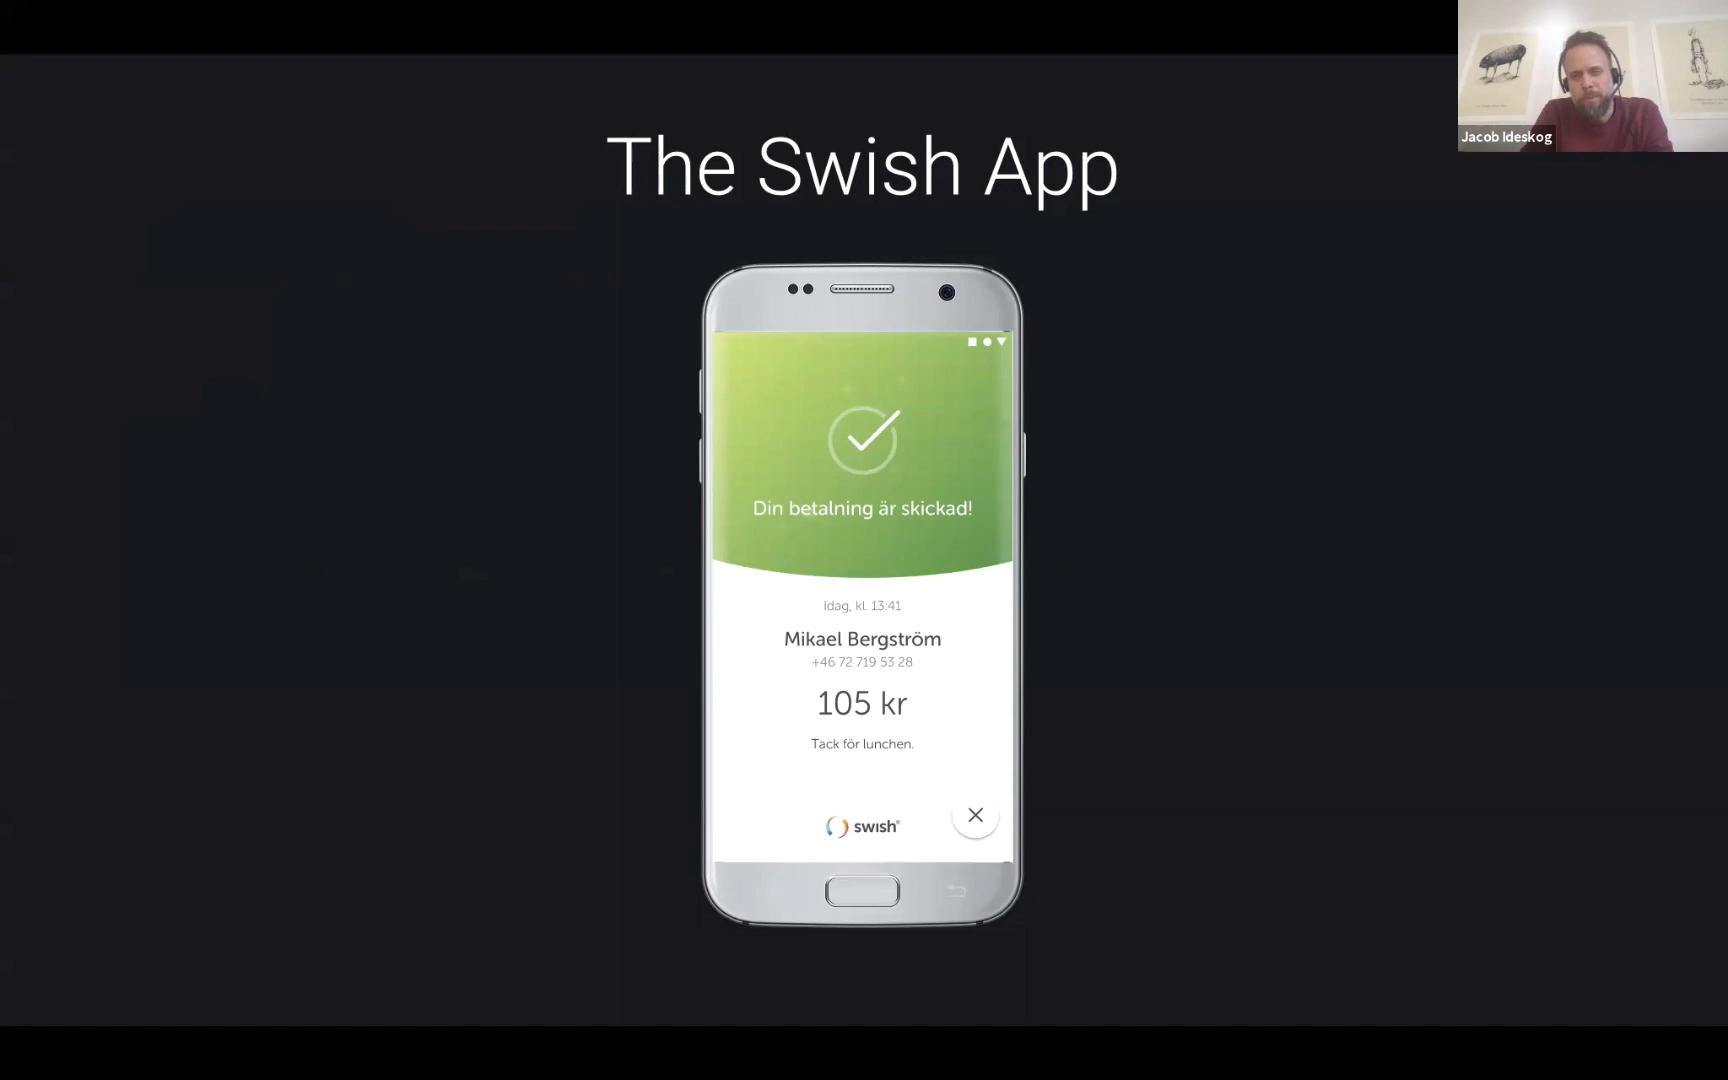 The Swish App
Jacob Ideskog
Din betalning är skickad!
Idag, kl. 13:41
Mikael Bergström
+46 72 719 53 28
105 kr
Tack för lunchen.
swish®